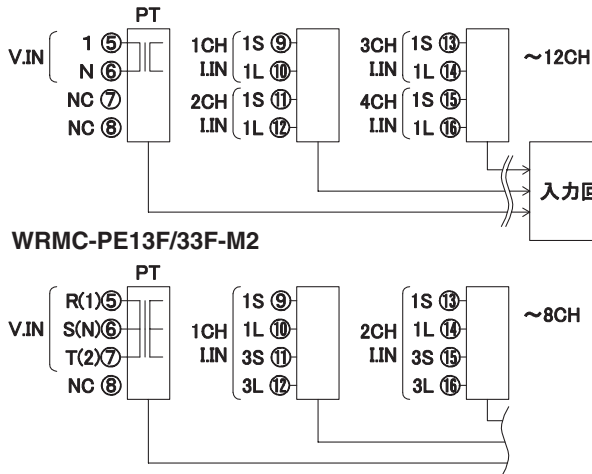 PT
V.IN
1 ⑤
N ⑥
NC ⑦
NC ⑧
1CH I.IN
1S ⑨
1L ⑩
2CH I.IN
1S ⑪
1L ⑫
3CH I.IN
1S ⑬
1L ⑭
4CH I.IN
1S ⑮
1L ⑯
～12CH
入力回
WRMC-PE13F/33F-M2
PT
V.IN
R(1) ⑤
S(N) ⑥
T(2) ⑦
NC ⑧
1CH I.IN
1S ⑨
1L ⑩
3S ⑪
3L ⑫
2CH I.IN
1S ⑬
1L ⑭
3S ⑮
3L ⑯
～8CH